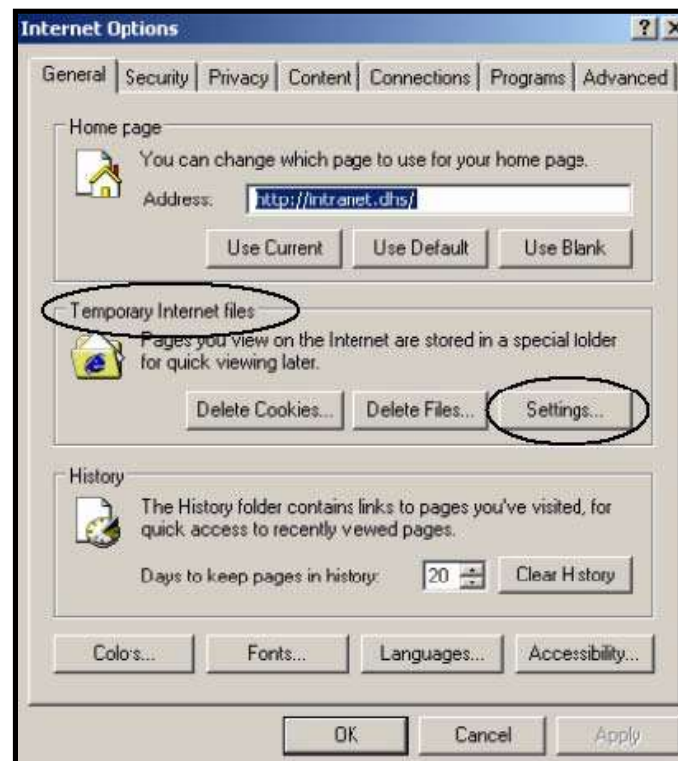 Internet Options
General Security Privacy Content Connections Programs Advanced
Home page
You can change which page to use for your home page.
Address: http://intranet.dhs/
Use Current Use Default Use Blank
Temporary Internet files
Pages you view on the Internet are stored in a special folder
for quick viewing later.
Delete Cookies... Delete Files... Settings...
History
The History folder contains links to pages you've visited, for
quick access to recently viewed pages.
Days to keep pages in history: 20 Clear History
Colors... Fonts... Languages... Accessibility...
OK Cancel Apply